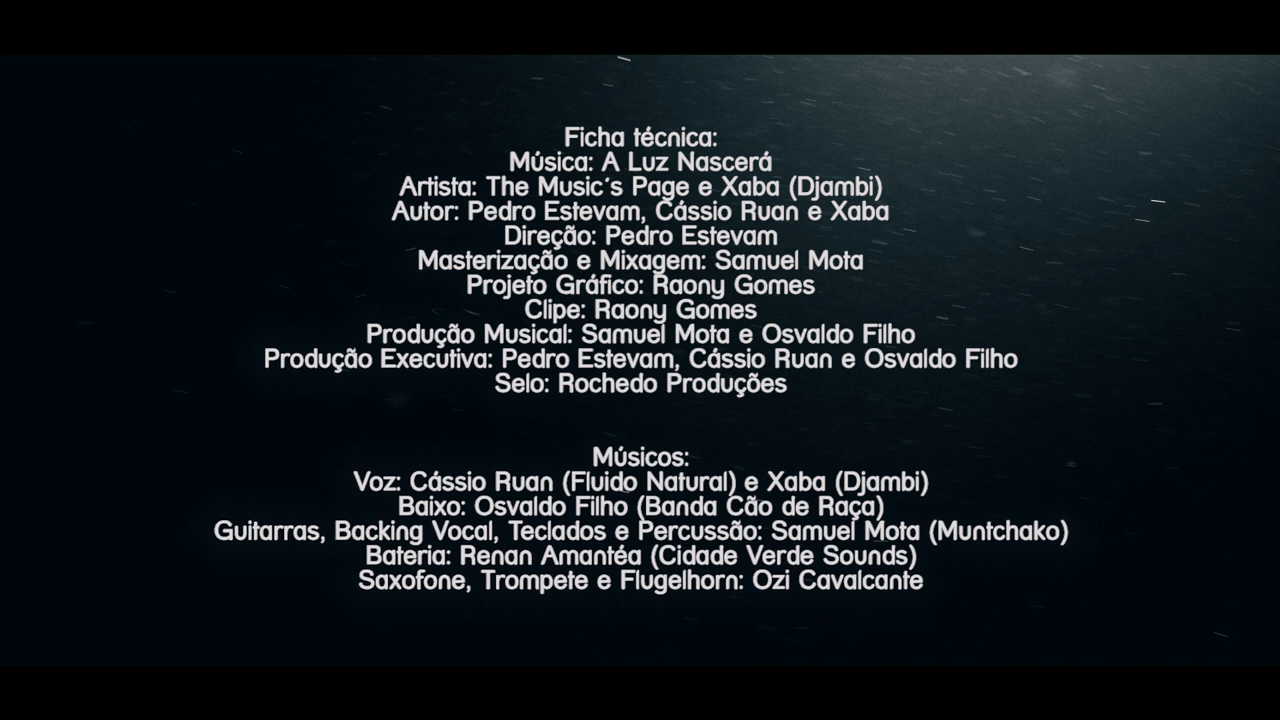 Ficha técnica:
Música: A Luz Nascerá
Artista: The Music´s Page e Xaba (Djambi)
Autor: Pedro Estevam, Cássio Ruan e Xaba
Direção: Pedro Estevam
Masterização e Mixagem: Samuel Mota
Projeto Gráfico: Raony Gomes
Clipe: Raony Gomes
Produção Musical: Samuel Mota e Osvaldo Filho
Produção Executiva: Pedro Estevam, Cássio Ruan e Osvaldo Filho
Selo: Rochedo Produções
Músicos:
Voz: Cássio Ruan (Fluido Natural) e Xaba (Djambi)
Baixo: Osvaldo Filho (Banda Cão de Raça)
Guitarras, Backing Vocal, Teclados e Percussão: Samuel Mota (Muntchako)
Bateria: Renan Amantéa (Cidade Verde Sounds)
Saxofone, Trompete e Flugelhorn: Ozi Cavalcante